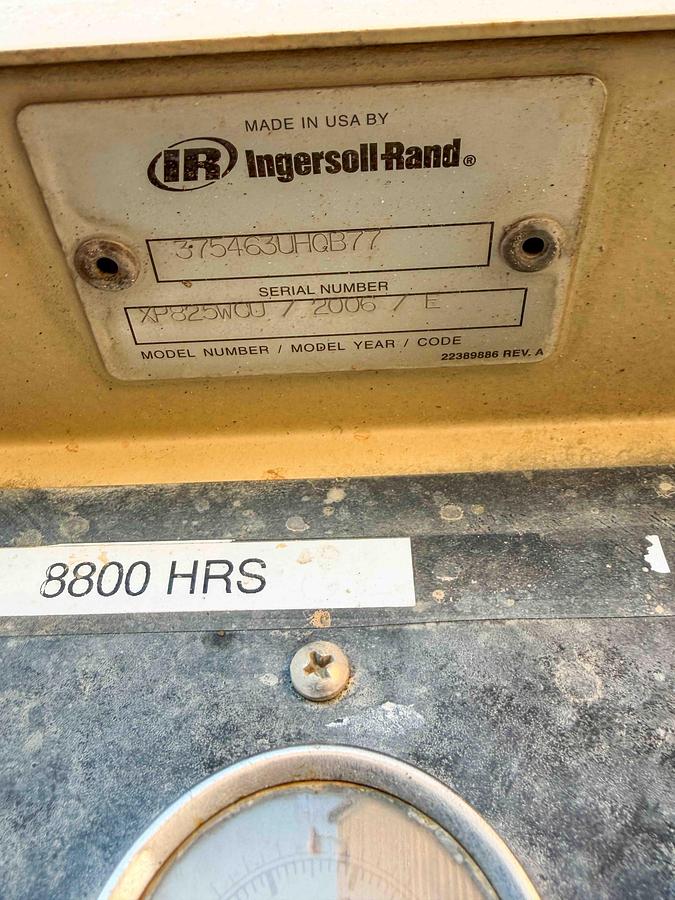 MADE IN USA BY
IR Ingersoll-Rand®
375463UHQB77
SERIAL NUMBER
XP825WCU / 2006 / E
MODEL NUMBER / MODEL YEAR / CODE
22389886 REV. A
8800 HRS